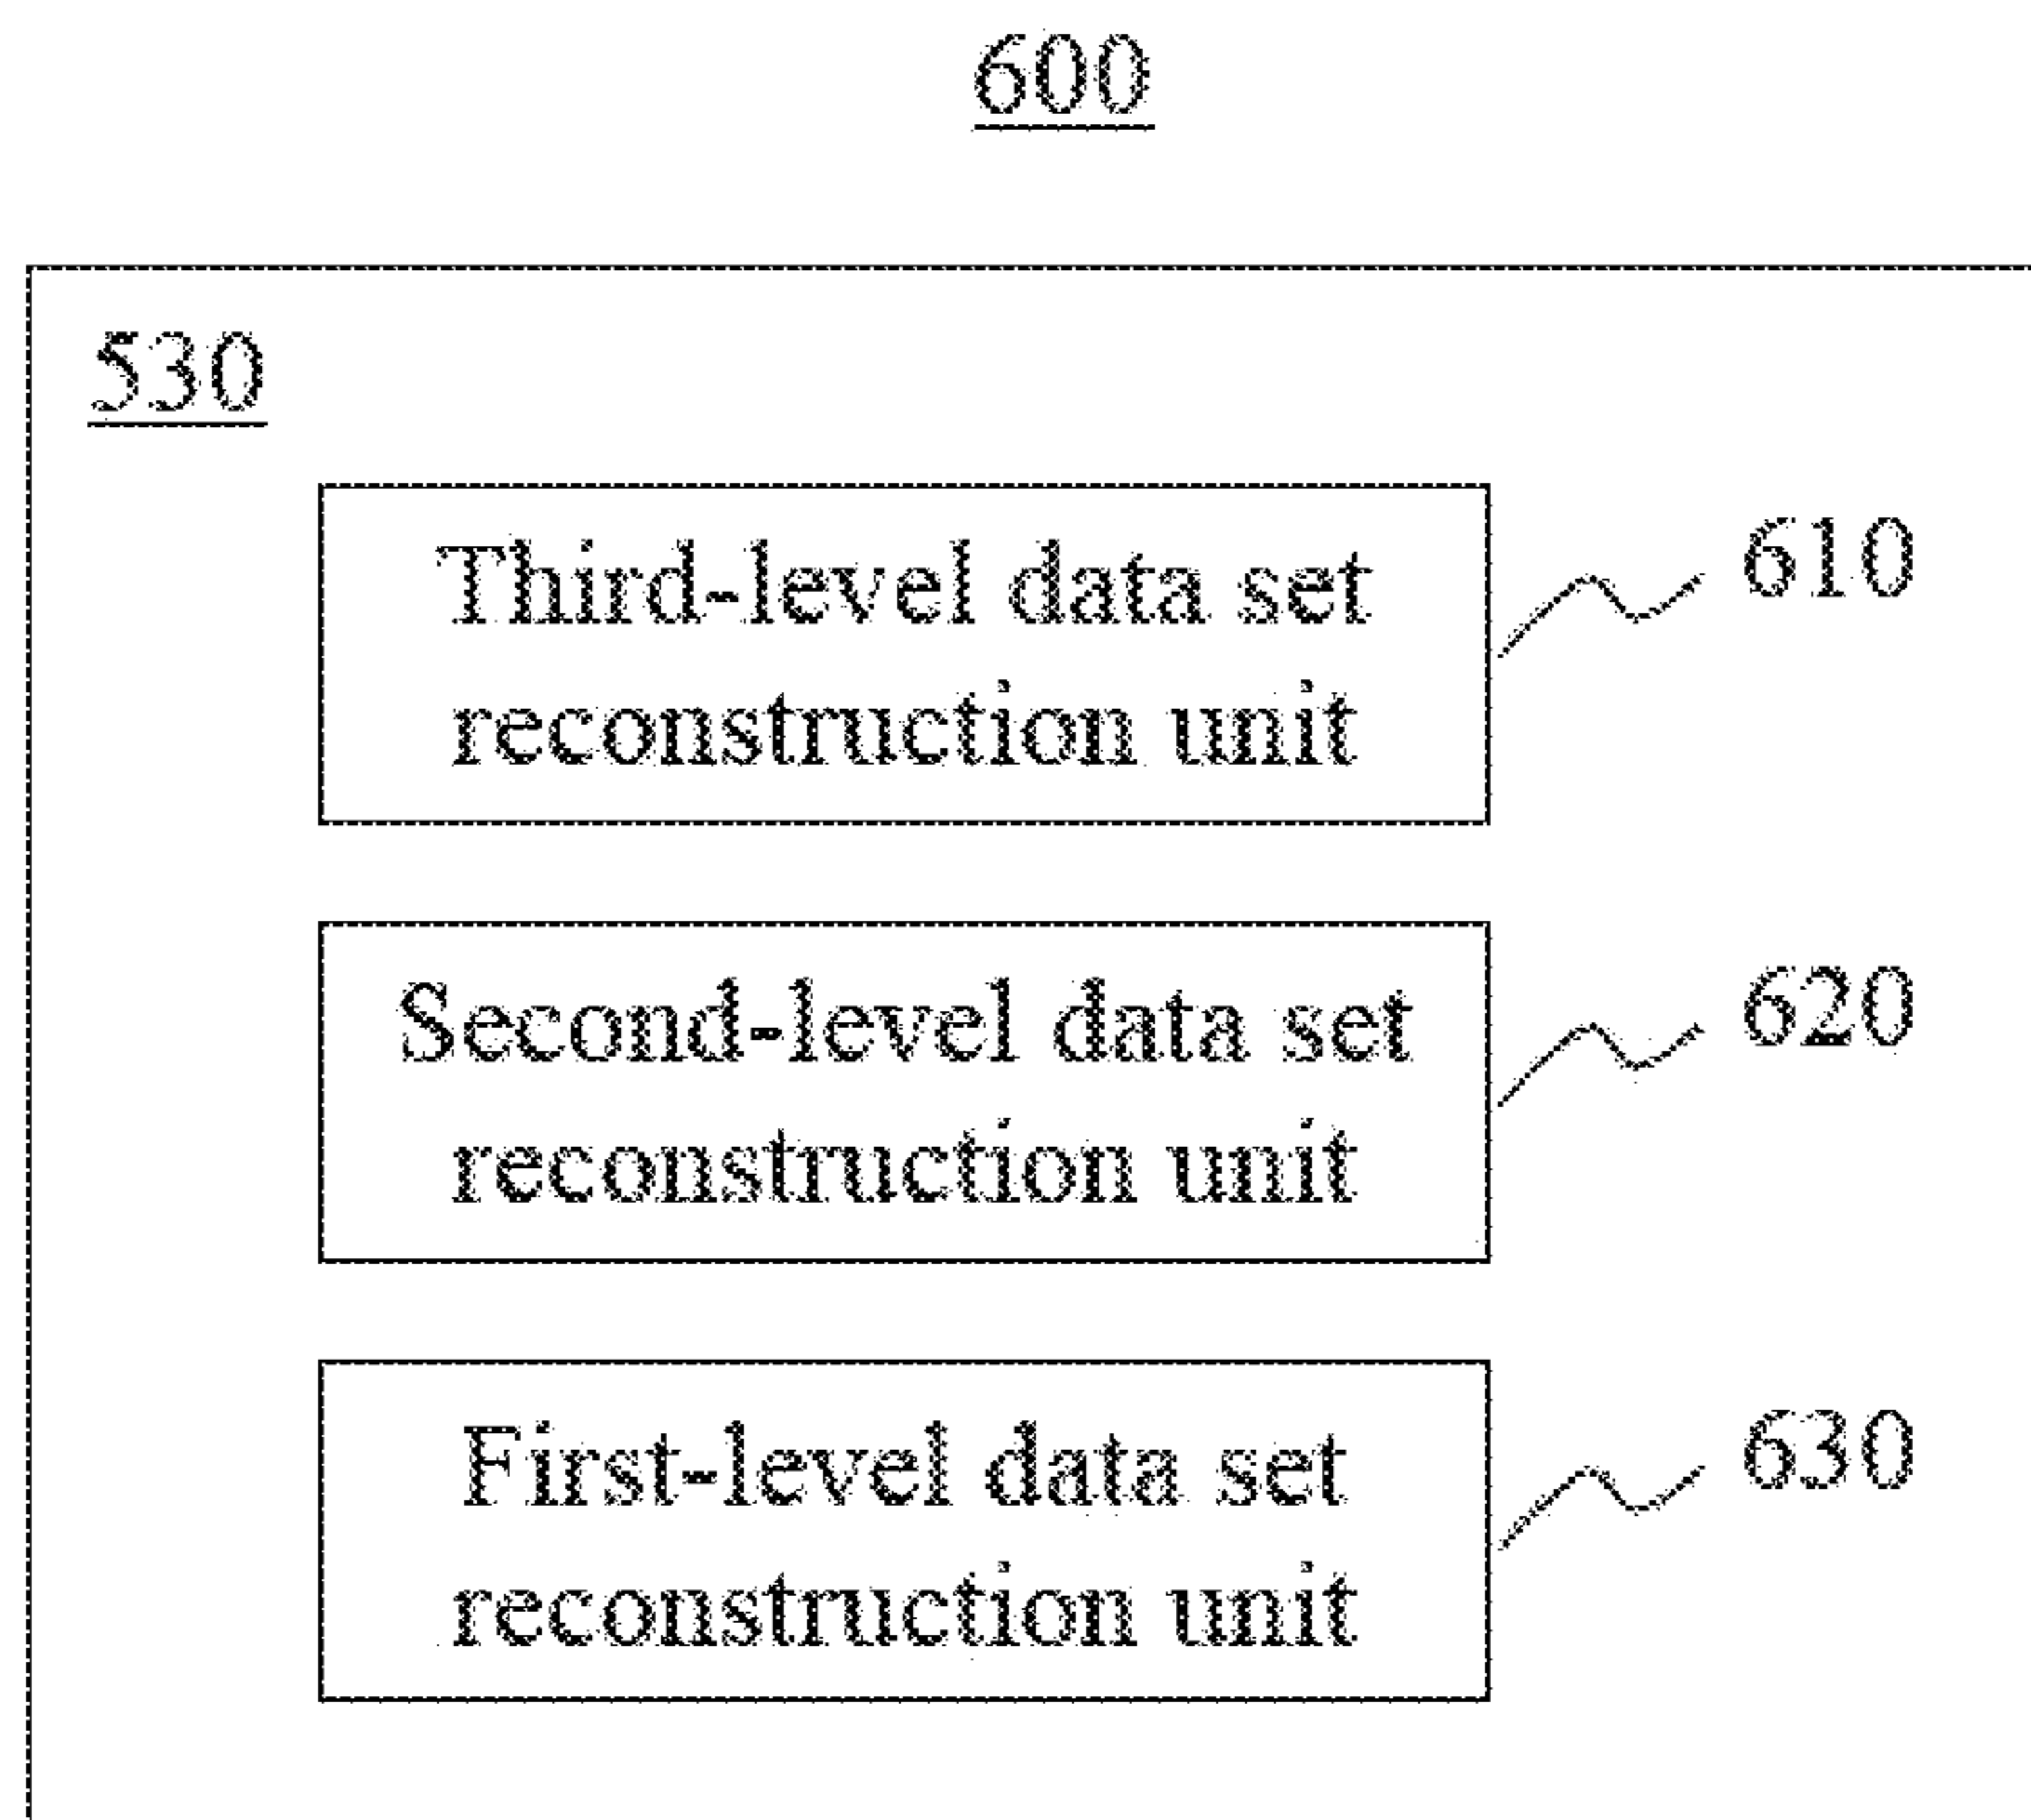 600
530
Third-level data set
reconstruction unit
610
Second-level data set
reconstruction unit
620
First-level data set
reconstruction unit
630